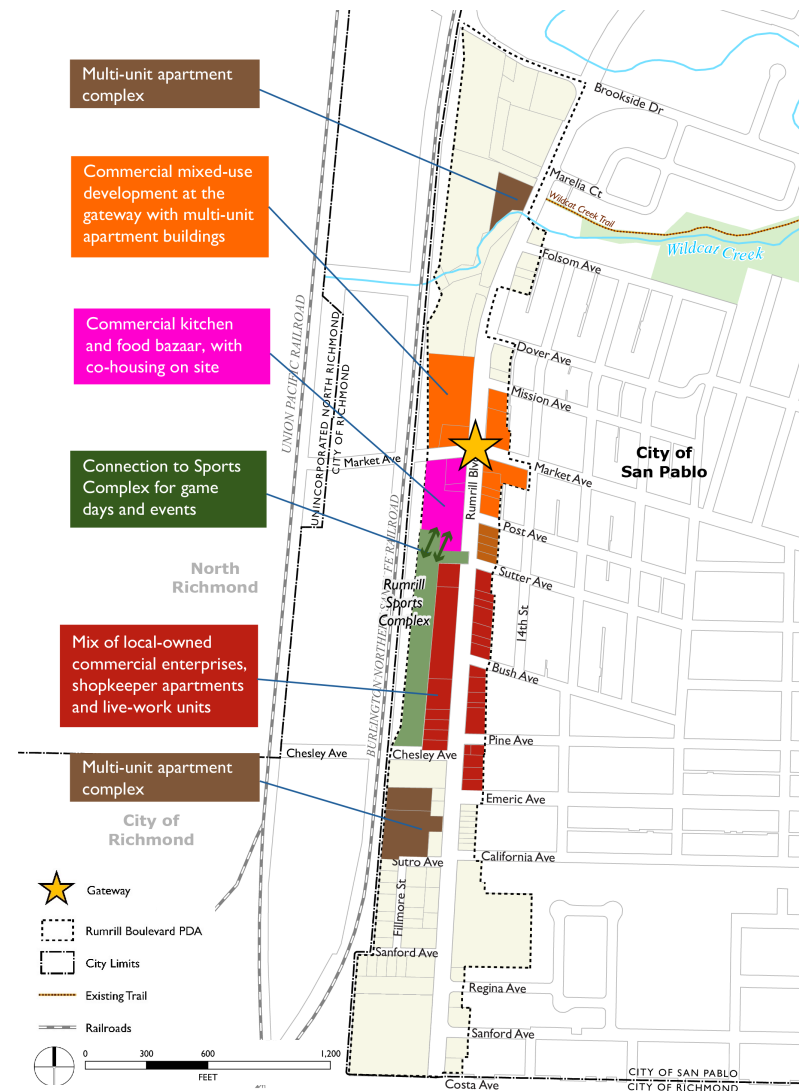 Multi-unit apartment
complex
Brookside Dr
Commercial mixed-use
development at the
gateway with multi-unit
apartment buildings
Marelia Ct
Wildcat Creek Trail
Wildcat Creek
Folsom Ave
UNION PACIFIC RAILROAD
UNINCORPORATED NORTH RICHMOND
CITY OF RICHMOND
Commercial kitchen
and food bazaar, with
co-housing on site
Dover Ave
Mission Ave
City of
San Pablo
Market Ave
Market Ave
Rumrill Blv
Connection to Sports
Complex for game
days and events
Post Ave
BURLINGTON NORTHERN SAN FE RAILROAD
North
Richmond
Sutter Ave
Rumrill
Sports
Complex
14th St
Mix of local-owned
commercial enterprises,
shopkeeper apartments
and live-work units
Bush Ave
Pine Ave
Chesley Ave
Chesley Ave
Multi-unit apartment
complex
Emeric Ave
City of
Richmond
Sutro Ave
California Ave
Gateway
Fillmore St
Rumrill Boulevard PDA
Sanford Ave
City Limits
Regina Ave
Existing Trail
Railroads
Sanford Ave
0 300 600 1,200
FEET
CITY OF SAN PABLO
CITY OF RICHMOND
Costa Ave